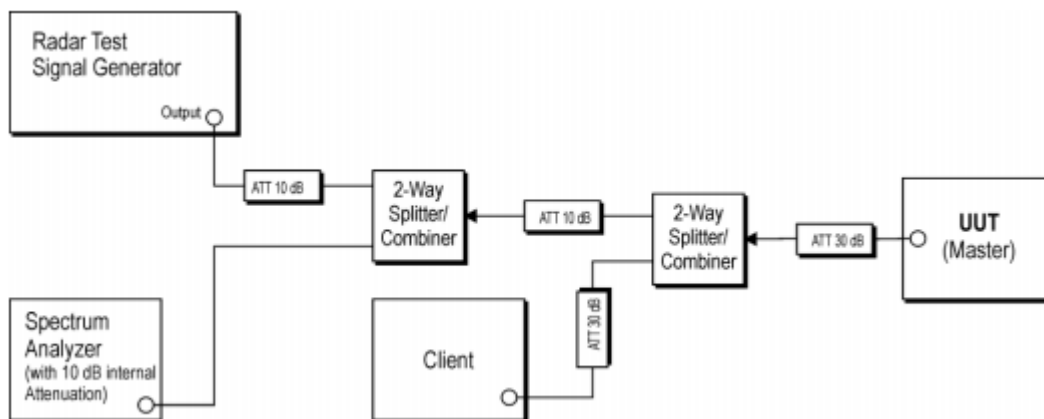 Radar Test
Signal Generator
Output
ATT 10 dB
2-Way
Splitter/
Combiner
ATT 10 dB
2-Way
Splitter/
Combiner
ATT 30 dB
UUT
(Master)
Spectrum
Analyzer
(with 10 dB internal
Attenuation)
Client
ATT 30 dB